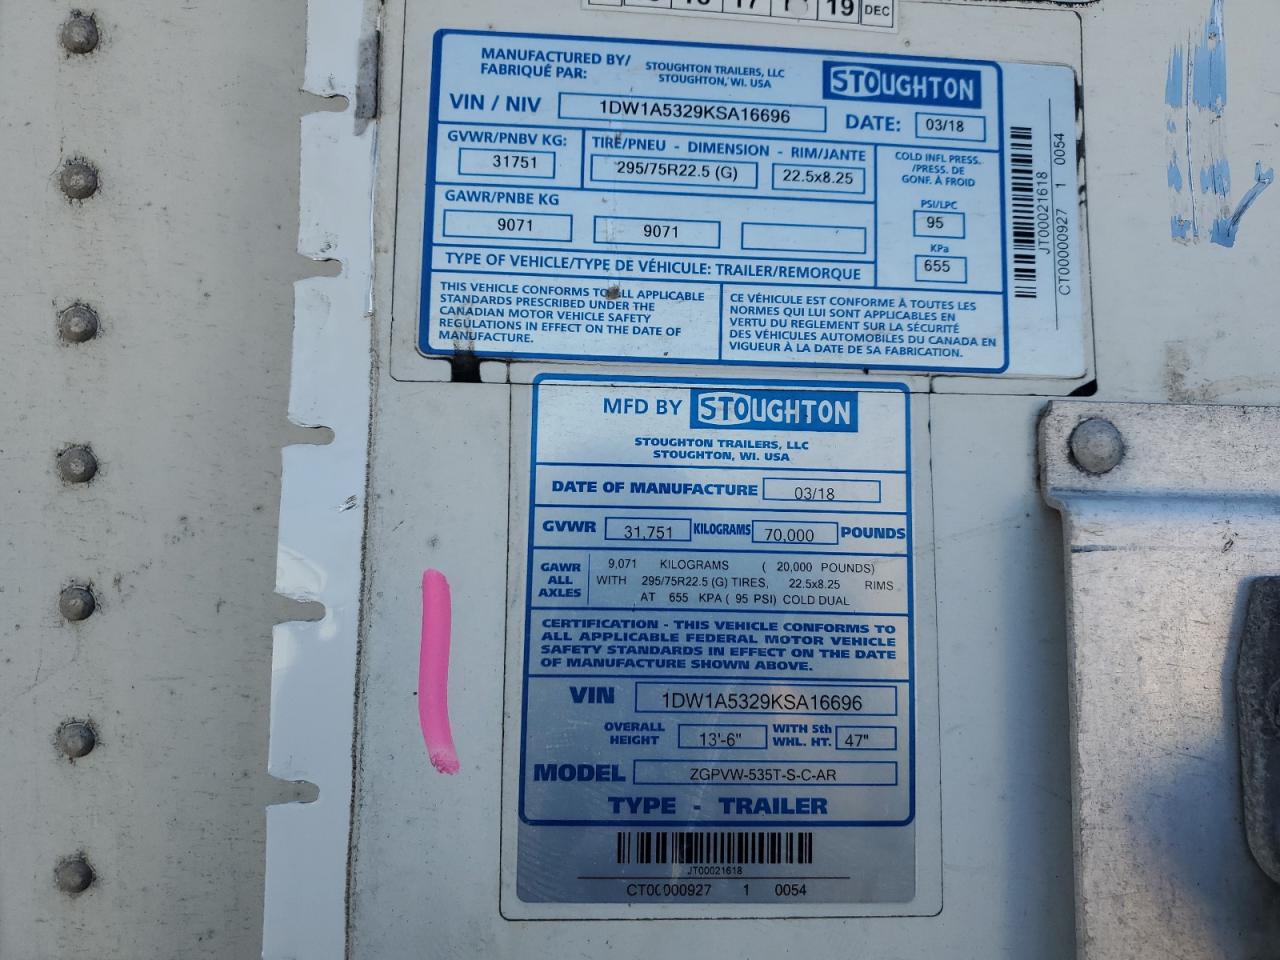 17
19 DEC
MANUFACTURED BY/
FABRIQUÉ PAR:
STOUGHTON TRAILERS, LLC
STOUGHTON, WI. USA
STOUGHTON
VIN / NIV 1DW1A5329KSA16696 DATE: 03/18
GVWR/PNBV KG:
31751
TIRE/PNEU - DIMENSION - RIM/JANTE
295/75R22.5 (G) 22.5x8.25
COLD INFL PRESS.
/PRESS. DE
GONF. À FROID
PSI/LPC
95
KPa
655
GAWR/PNBE KG
9071 9071
TYPE OF VEHICLE/TYPE DE VÉHICULE: TRAILER/REMORQUE
THIS VEHICLE CONFORMS TO ALL APPLICABLE
STANDARDS PRESCRIBED UNDER THE
CANADIAN MOTOR VEHICLE SAFETY
REGULATIONS IN EFFECT ON THE DATE OF
MANUFACTURE.
CE VÉHICULE EST CONFORME À TOUTES LES
NORMES QUI LUI SONT APPLICABLES EN
VERTU DU REGLEMENT SUR LA SÉCURITÉ
DES VÉHICULES AUTOMOBILES DU CANADA EN
VIGUEUR À LA DATE DE SA FABRICATION.
JT00021618
CT00000927 1 0054
MFD BY STOUGHTON
STOUGHTON TRAILERS, LLC
STOUGHTON, WI. USA
DATE OF MANUFACTURE 03/18
GVWR 31,751 KILOGRAMS 70,000 POUNDS
GAWR
ALL
AXLES
9,071 KILOGRAMS ( 20,000 POUNDS)
WITH 295/75R22.5 (G) TIRES, 22.5x8.25 RIMS
AT 655 KPA ( 95 PSI) COLD DUAL
CERTIFICATION - THIS VEHICLE CONFORMS TO
ALL APPLICABLE FEDERAL MOTOR VEHICLE
SAFETY STANDARDS IN EFFECT ON THE DATE
OF MANUFACTURE SHOWN ABOVE.
VIN 1DW1A5329KSA16696
OVERALL
HEIGHT
13'-6"
WITH 5th
WHL. HT.
47"
MODEL ZGPVW-535T-S-C-AR
TYPE - TRAILER
JT00021618
CT00000927 1 0054